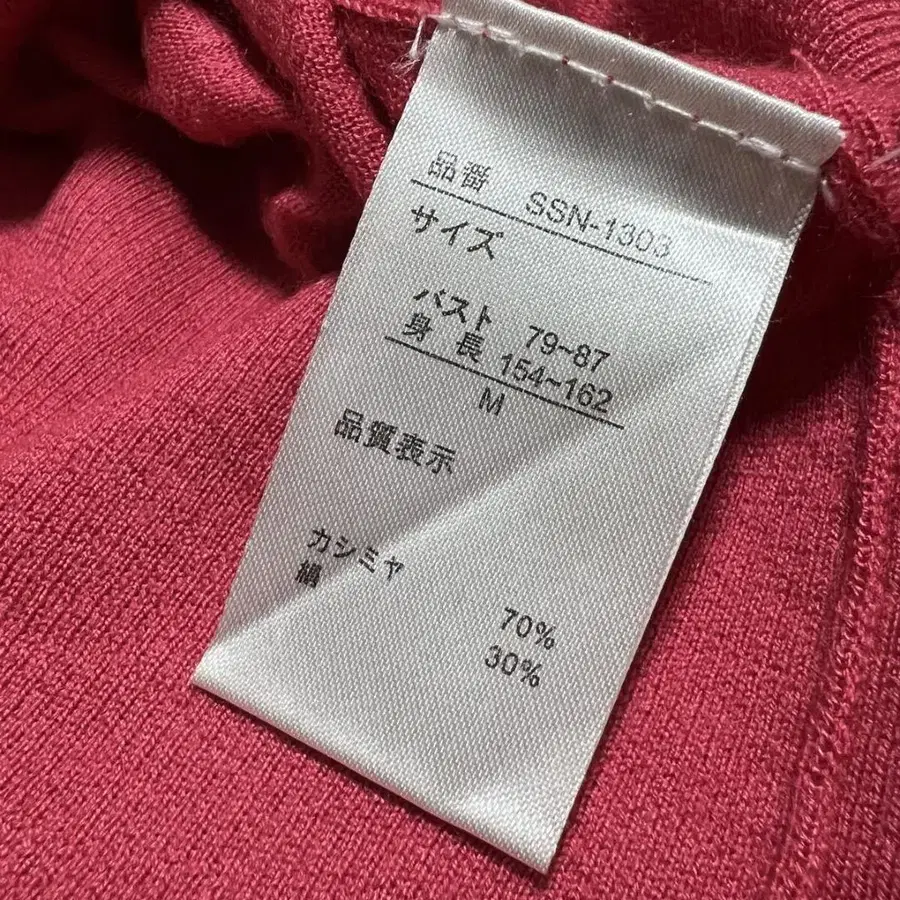 品番 SSN-1303
サイズ
バスト 79~87
身長 154~162
M
品質表示
カシミヤ 70%
絹 30%